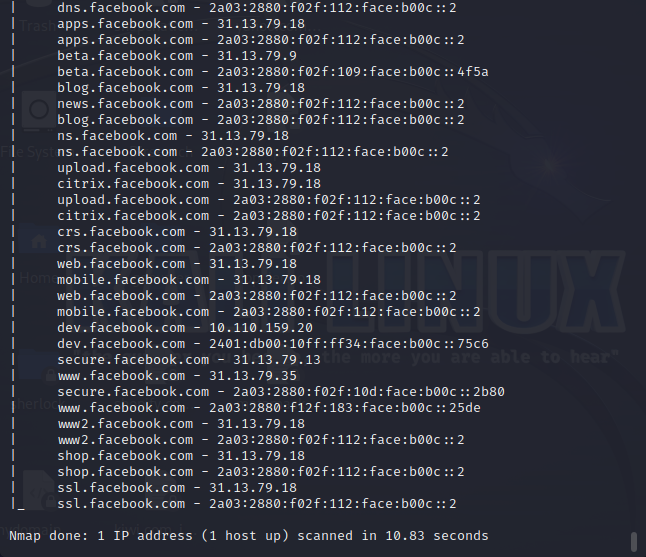 | dns.facebook.com - 2a03:2880:f02f:112:face:b00c::2
| apps.facebook.com - 31.13.79.18
| apps.facebook.com - 2a03:2880:f02f:112:face:b00c::2
| beta.facebook.com - 31.13.79.9
| beta.facebook.com - 2a03:2880:f02f:109:face:b00c::4f5a
| blog.facebook.com - 31.13.79.18
| news.facebook.com - 2a03:2880:f02f:112:face:b00c::2
| blog.facebook.com - 2a03:2880:f02f:112:face:b00c::2
| ns.facebook.com - 31.13.79.18
| ns.facebook.com - 2a03:2880:f02f:112:face:b00c::2
| upload.facebook.com - 31.13.79.18
| citrix.facebook.com - 31.13.79.18
| upload.facebook.com - 2a03:2880:f02f:112:face:b00c::2
| citrix.facebook.com - 2a03:2880:f02f:112:face:b00c::2
| crs.facebook.com - 31.13.79.18
| crs.facebook.com - 2a03:2880:f02f:112:face:b00c::2
| web.facebook.com - 31.13.79.18
| mobile.facebook.com - 31.13.79.18
| web.facebook.com - 2a03:2880:f02f:112:face:b00c::2
| mobile.facebook.com - 2a03:2880:f02f:112:face:b00c::2
| dev.facebook.com - 10.110.159.20
| dev.facebook.com - 2401:db00:10ff:ff34:face:b00c::75c6
| secure.facebook.com - 31.13.79.13
| www.facebook.com - 31.13.79.35
| secure.facebook.com - 2a03:2880:f02f:10d:face:b00c::2b80
| www.facebook.com - 2a03:2880:f12f:183:face:b00c::25de
| www2.facebook.com - 31.13.79.18
| www2.facebook.com - 2a03:2880:f02f:112:face:b00c::2
| shop.facebook.com - 31.13.79.18
| shop.facebook.com - 2a03:2880:f02f:112:face:b00c::2
| ssl.facebook.com - 31.13.79.18
|_ ssl.facebook.com - 2a03:2880:f02f:112:face:b00c::2
Nmap done: 1 IP address (1 host up) scanned in 10.83 seconds
Trash
File System
Home
LINUX
the more you are able to hear"